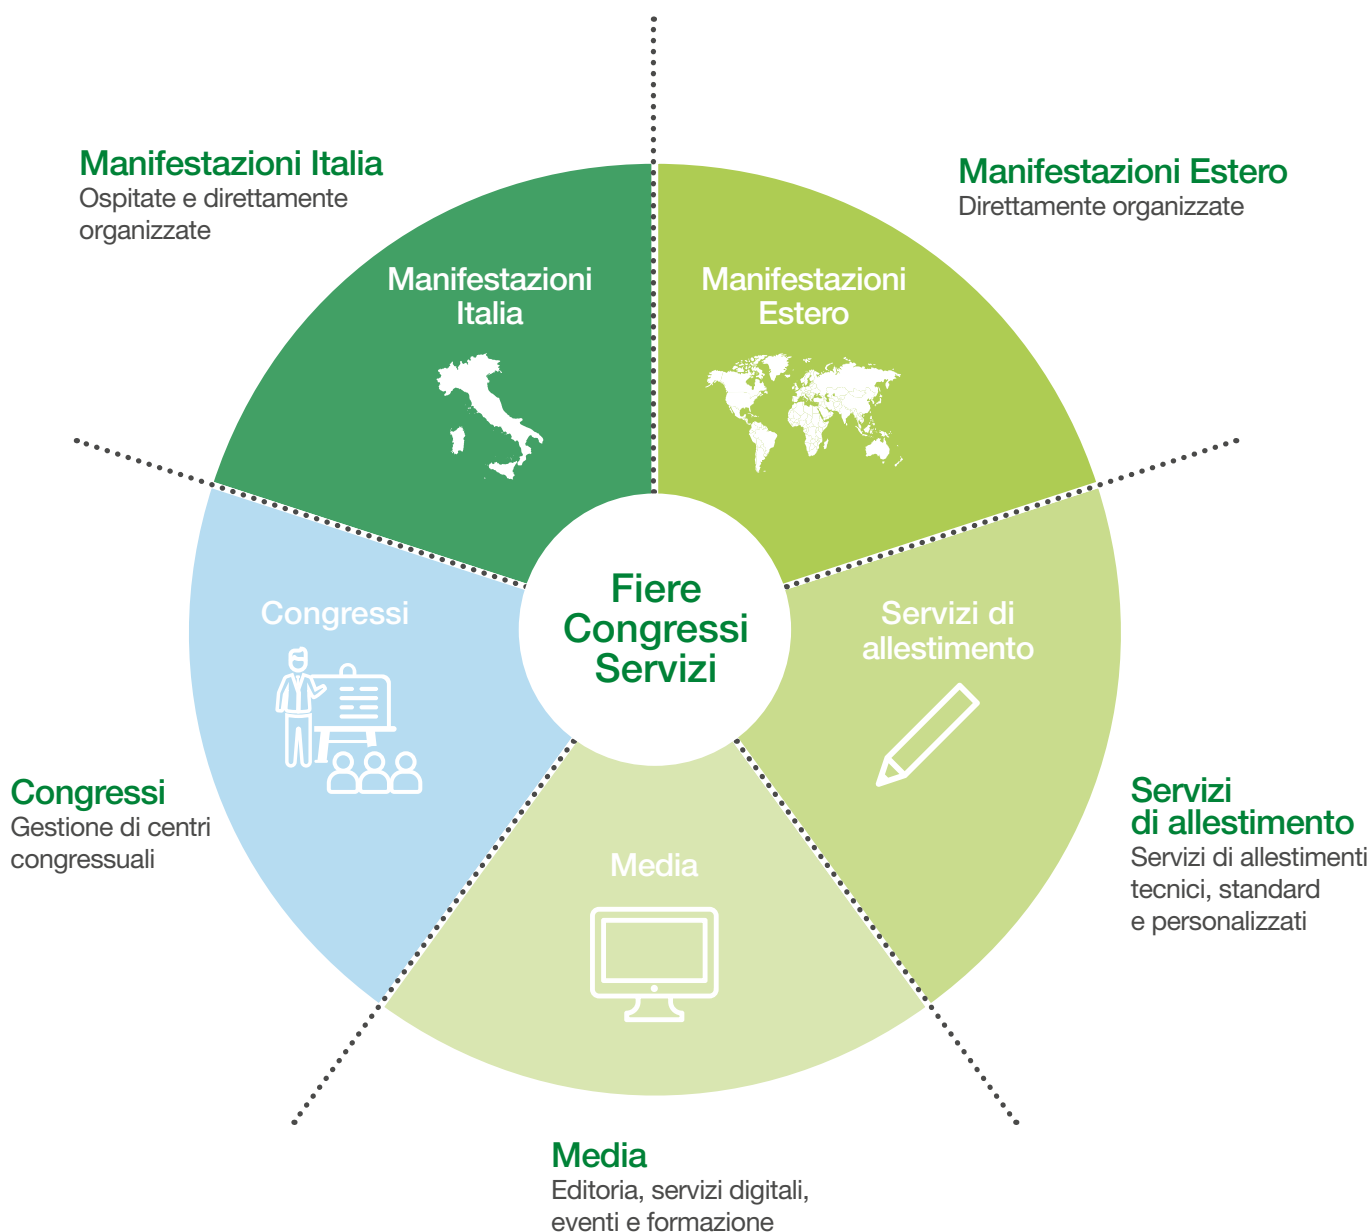 Manifestazioni Italia
Ospitate e direttamente
organizzate
Manifestazioni Estero
Direttamente organizzate
Manifestazioni
Italia
Manifestazioni
Estero
Congressi
Fiere
Congressi
Servizi
Servizi di
allestimento
Media
Congressi
Gestione di centri
congressuali
Servizi
di allestimento
Servizi di allestimenti
tecnici, standard
e personalizzati
Media
Editoria, servizi digitali,
eventi e formazione